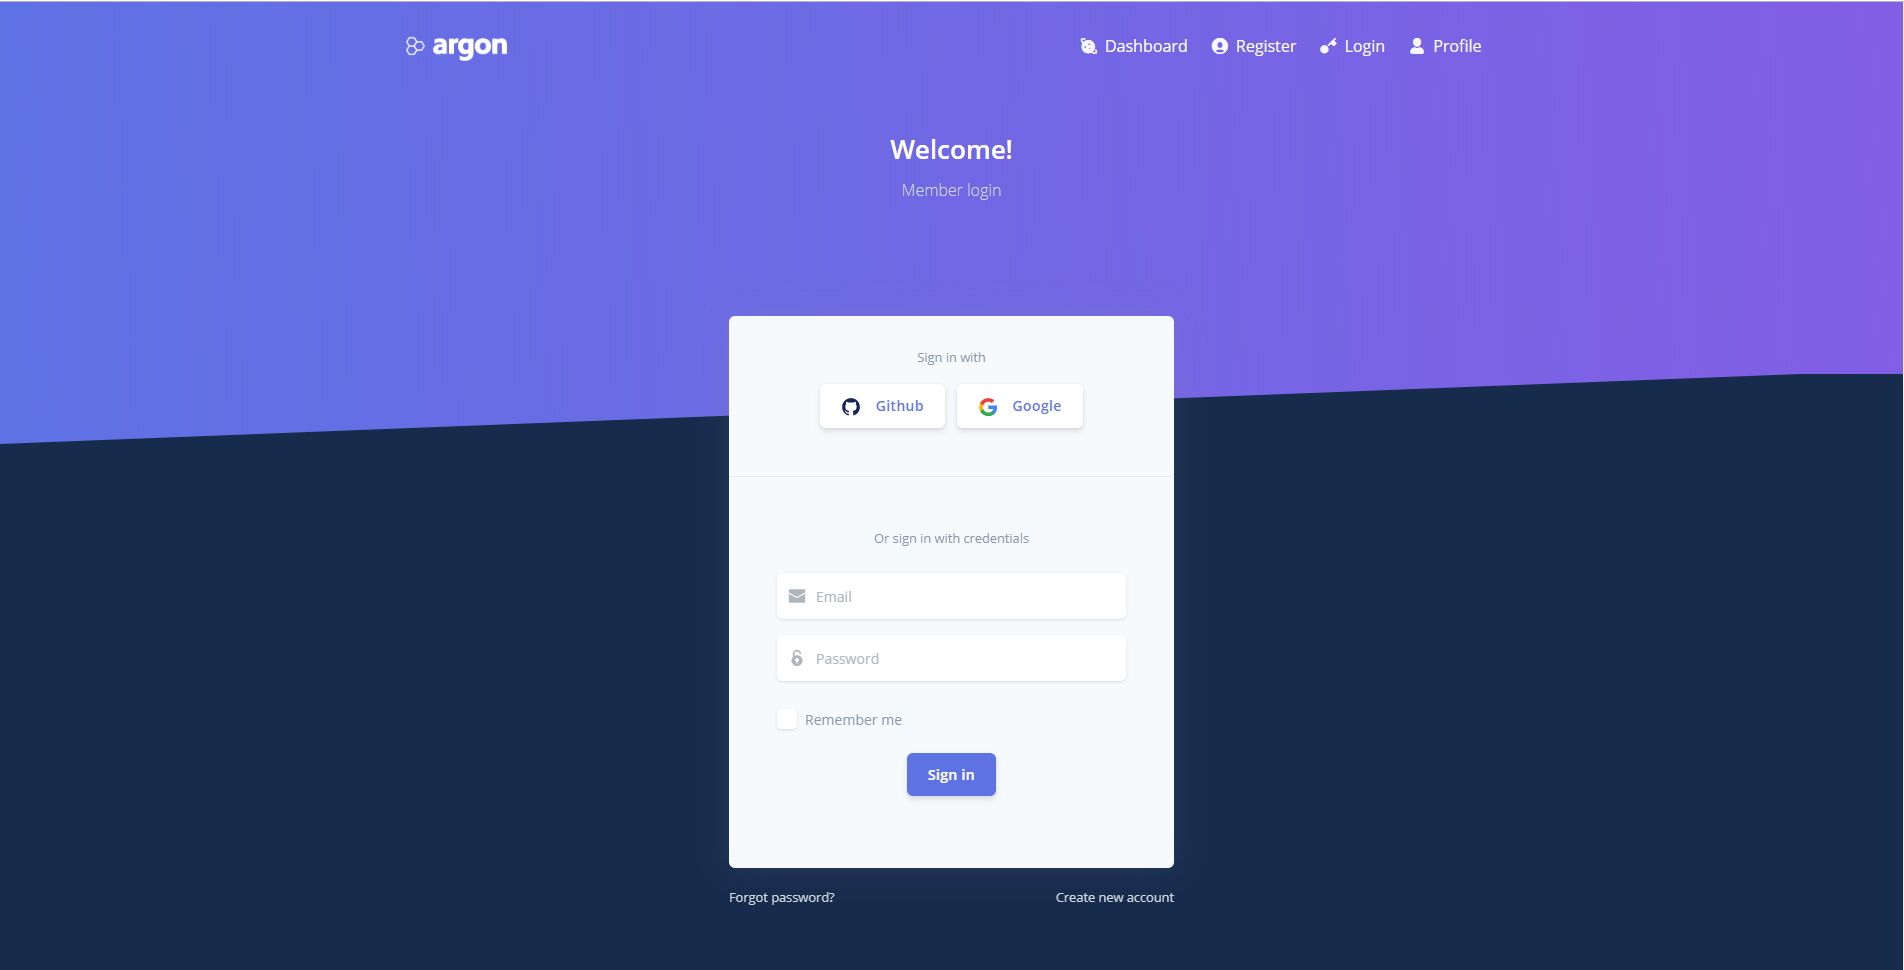 argon
Dashboard Register Login Profile
Welcome!
Member login
Sign in with
Github Google
Or sign in with credentials
Email
Password
Remember me
Sign in
Forgot password? Create new account